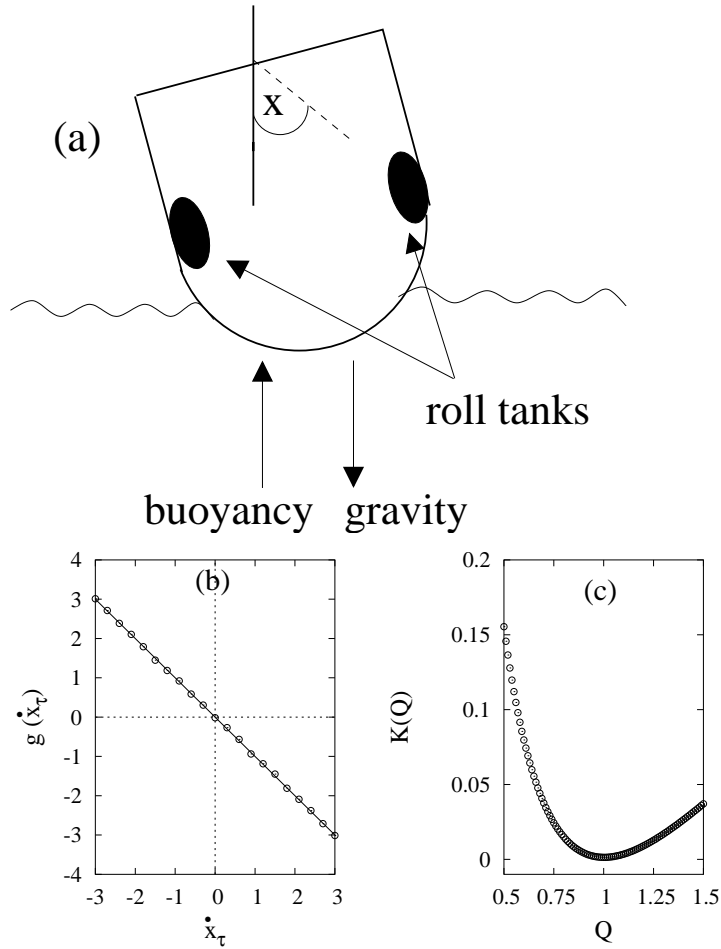 X
(a)
roll tanks
buoyancy gravity
(b)
4
3
2
1
0
-1
-2
-3
-4
g (ẋ_τ)
-3 -2 -1 0 1 2 3
ẋ_τ
(c)
0.2
0.15
0.1
0.05
0
K(Q)
0.5 0.75 1 1.25 1.5
Q